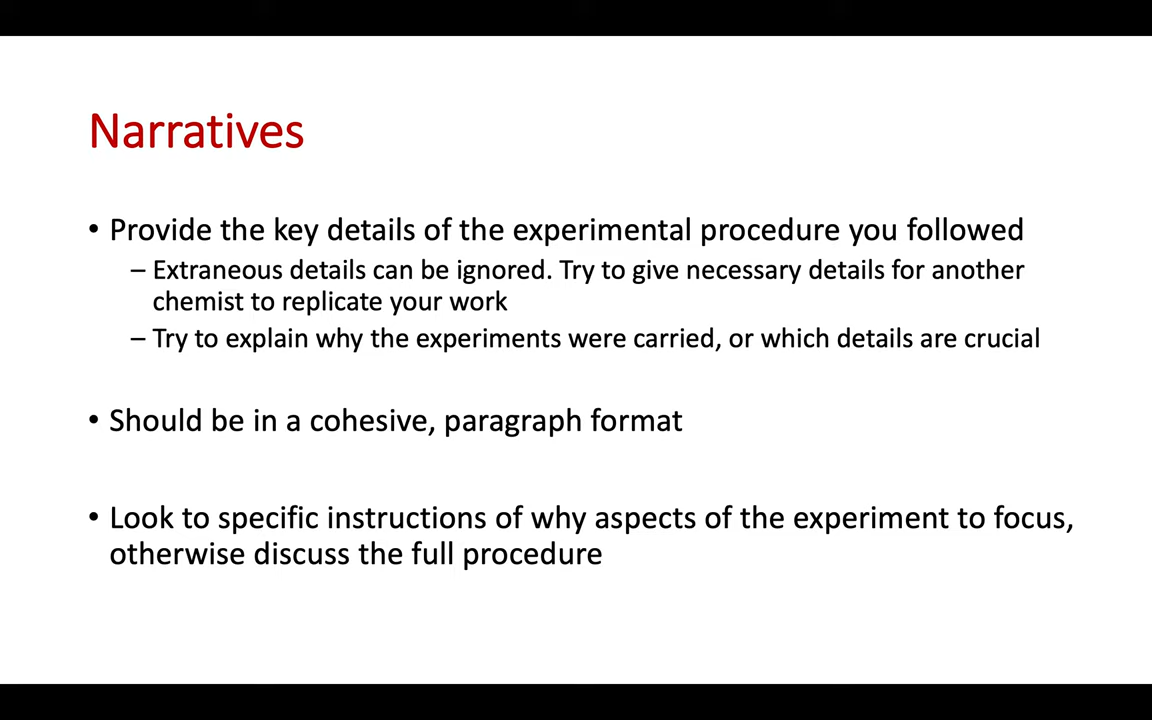 Narratives
• Provide the key details of the experimental procedure you followed
– Extraneous details can be ignored. Try to give necessary details for another
chemist to replicate your work
– Try to explain why the experiments were carried, or which details are crucial
• Should be in a cohesive, paragraph format
• Look to specific instructions of why aspects of the experiment to focus,
otherwise discuss the full procedure